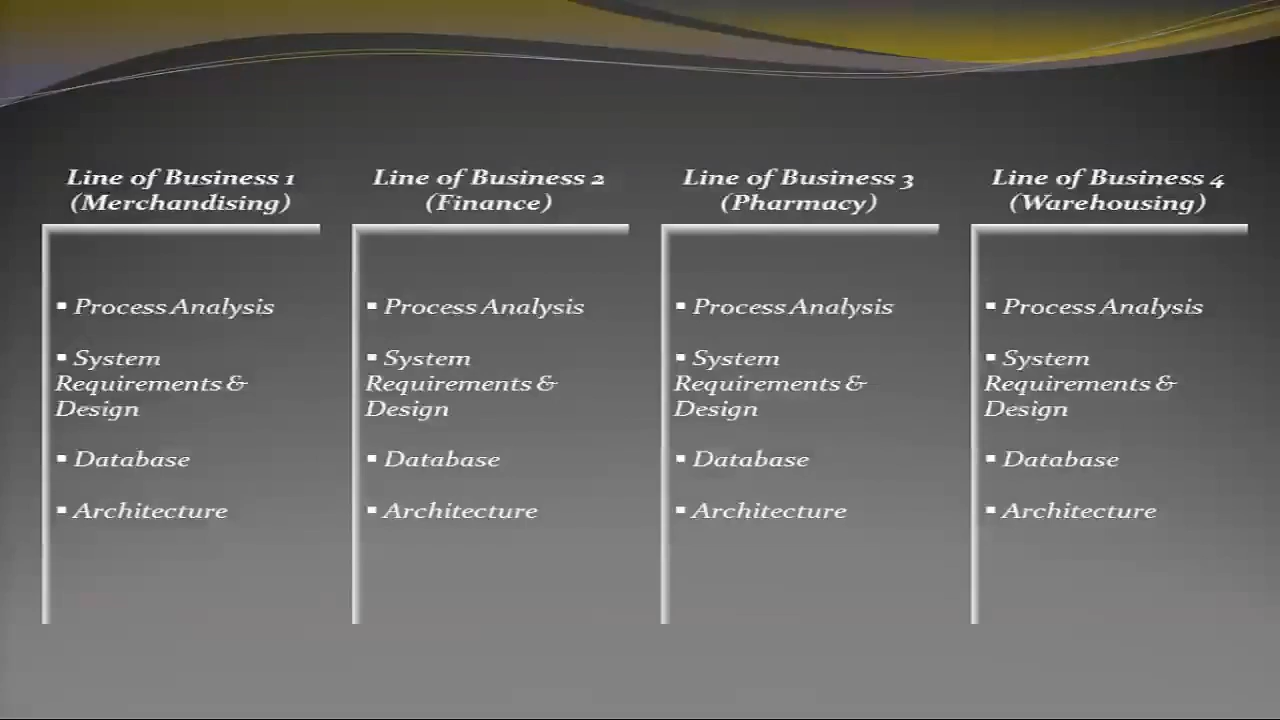 Line of Business 1
(Merchandising)
▪ Process Analysis
▪ System
Requirements &
Design
▪ Database
▪ Architecture
Line of Business 2
(Finance)
▪ Process Analysis
▪ System
Requirements &
Design
▪ Database
▪ Architecture
Line of Business 3
(Pharmacy)
▪ Process Analysis
▪ System
Requirements &
Design
▪ Database
▪ Architecture
Line of Business 4
(Warehousing)
▪ Process Analysis
▪ System
Requirements &
Design
▪ Database
▪ Architecture